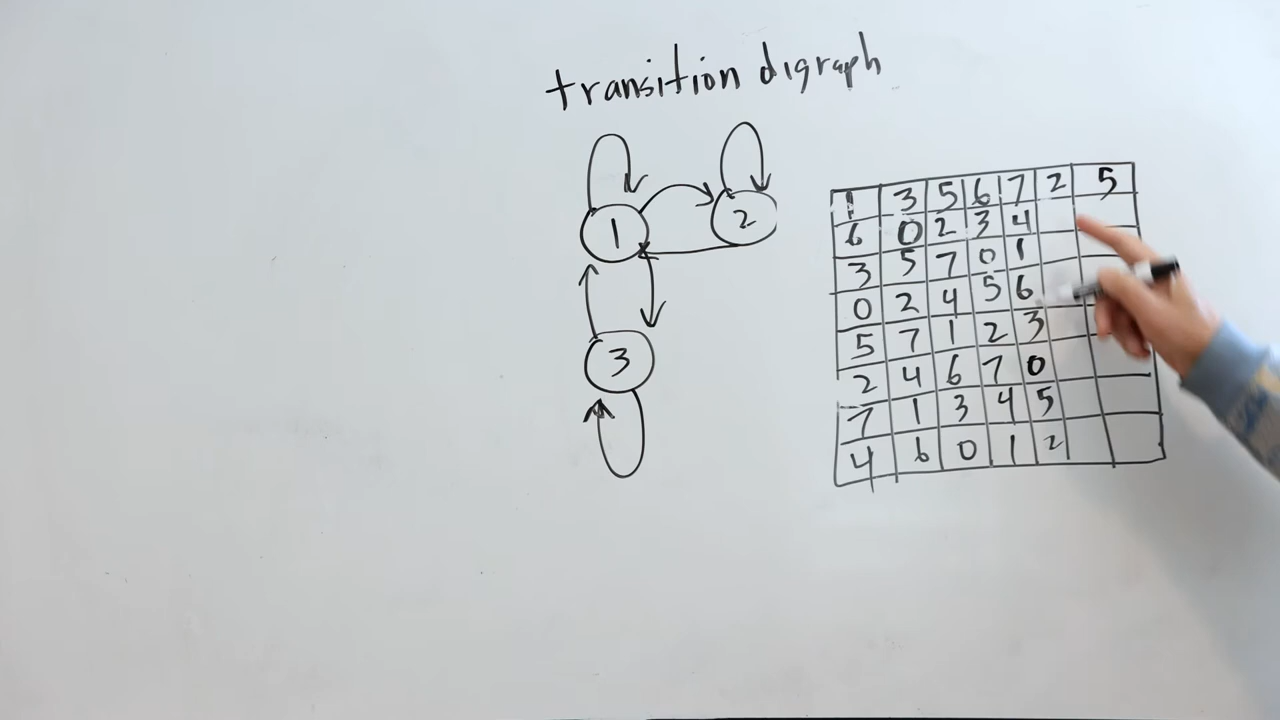 transition digraph
1
2
3
1 3 5 6 7 2 5
6 0 2 3 4
3 5 7 0 1
0 2 4 5 6
5 7 1 2 3
2 4 6 7 0
7 1 3 4 5
4 6 0 1 2